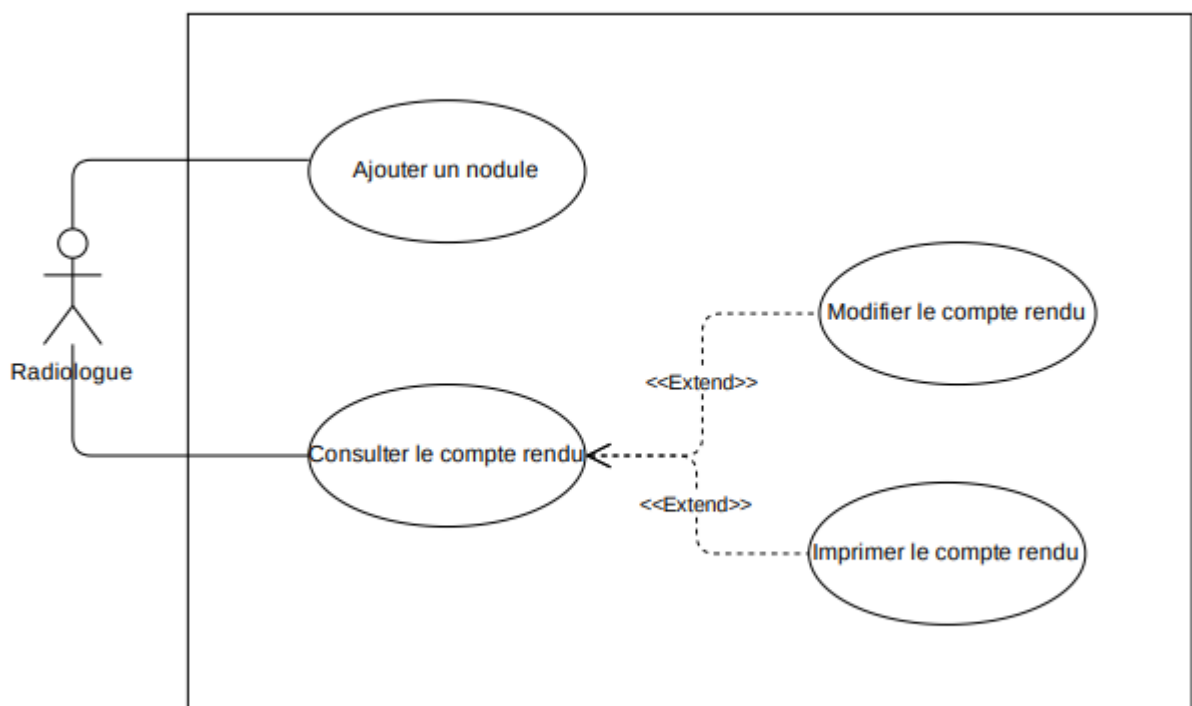 Ajouter un nodule
Modifier le compte rendu
Radiologue
<<Extend>>
Consulter le compte rendu
<<Extend>>
Imprimer le compte rendu